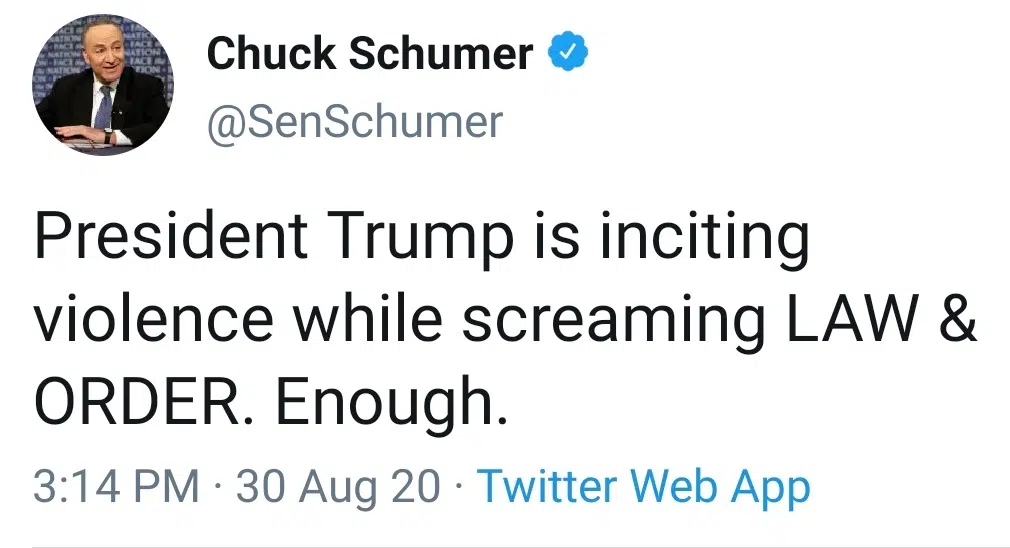 Chuck Schumer
@SenSchumer
President Trump is inciting
violence while screaming LAW &
ORDER. Enough.
3:14 PM · 30 Aug 20 · Twitter Web App